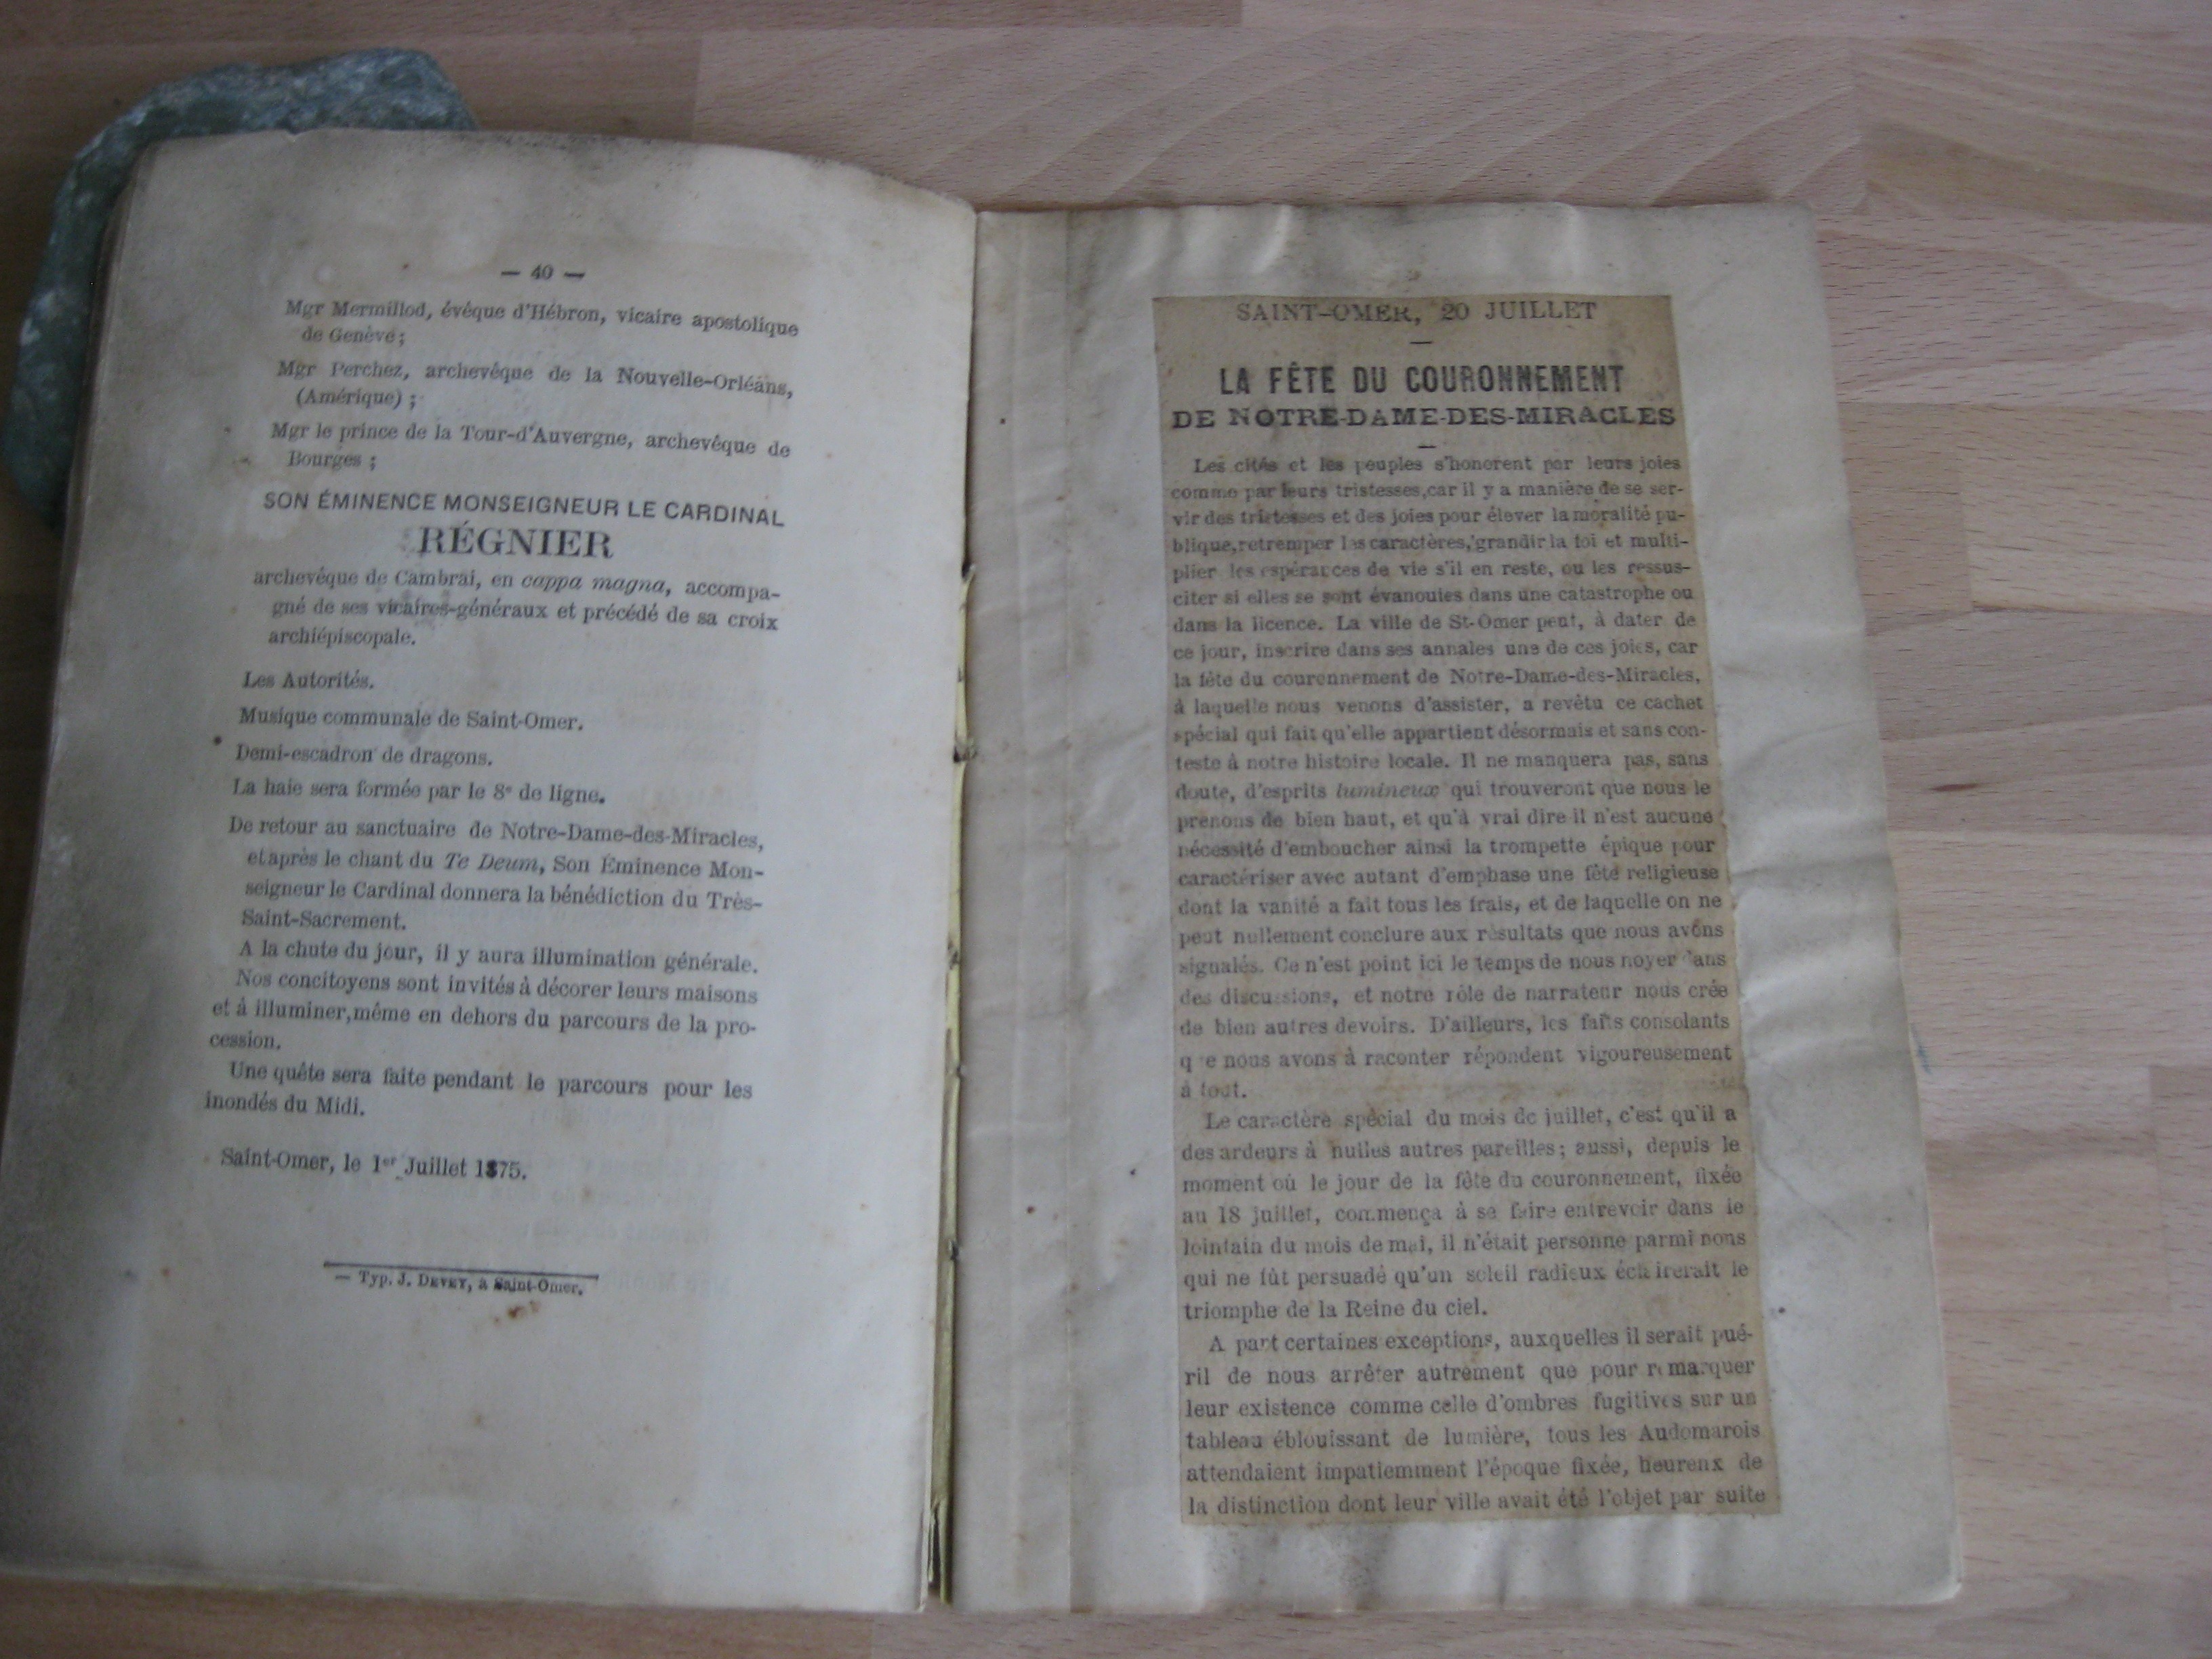 — 40 —
Mgr Mermillod, évêque d'Hébron, vicaire apostolique
de Genève ;
Mgr Perchez, archevêque de la Nouvelle-Orléans,
(Amérique) ;
Mgr le prince de la Tour-d'Auvergne, archevêque de
Bourges ;
SON ÉMINENCE MONSEIGNEUR LE CARDINAL
RÉGNIER
archevêque de Cambrai, en cappa magna, accompa-
gné de ses vicaires-généraux et précédé de sa croix
archiépiscopale.
Les Autorités.
Musique communale de Saint-Omer.
Demi-escadron de dragons.
La haie sera formée par le 8e de ligne.
De retour au sanctuaire de Notre-Dame-des-Miracles,
et après le chant du Te Deum, Son Éminence Mon-
seigneur le Cardinal donnera la bénédiction du Très-
Saint-Sacrement.
A la chute du jour, il y aura illumination générale.
Nos concitoyens sont invités à décorer leurs maisons
et à illuminer, même en dehors du parcours de la pro-
cession.
Une quête sera faite pendant le parcours pour les
inondés du Midi.
Saint-Omer, le 1er Juillet 1875.
— Typ. J. DEVEY, à Saint-Omer.
SAINT-OMER, 20 JUILLET
—
LA FÊTE DU COURONNEMENT
DE NOTRE-DAME-DES-MIRACLES
—
Les cités et les peuples s'honorent par leurs joies
comme par leurs tristesses, car il y a manière de se ser-
vir des tristesses et des joies pour élever la moralité pu-
blique, retremper les caractères, grandir la foi et multi-
plier les espérances de vie s'il en reste, ou les ressus-
citer si elles se sont évanouies dans une catastrophe ou
dans la licence. La ville de St-Omer peut, à dater de
ce jour, inscrire dans ses annales une de ces joies, car
la fête du couronnement de Notre-Dame-des-Miracles,
à laquelle nous venons d'assister, a revêtu ce cachet
spécial qui fait qu'elle appartient désormais et sans con-
teste à notre histoire locale. Il ne manquera pas, sans
doute, d'esprits lumineux qui trouveront que nous le
prenons de bien haut, et qu'à vrai dire il n'est aucune
nécessité d'emboucher ainsi la trompette épique pour
caractériser avec autant d'emphase une fête religieuse
dont la vanité a fait tous les frais, et de laquelle on ne
peut nullement conclure aux résultats que nous avons
signalés. Ce n'est point ici le temps de nous noyer dans
des discussions, et notre rôle de narrateur nous crée
de bien autres devoirs. D'ailleurs, les faits consolants
que nous avons à raconter répondent vigoureusement
à tout.
Le caractère spécial du mois de juillet, c'est qu'il a
des ardeurs à nulles autres pareilles ; aussi, depuis le
moment où le jour de la fête du couronnement, fixée
au 18 juillet, commença à se faire entrevoir dans le
lointain du mois de mai, il n'était personne parmi nous
qui ne fût persuadé qu'un soleil radieux éclairerait le
triomphe de la Reine du ciel.
A part certaines exceptions, auxquelles il serait pué-
ril de nous arrêter autrement que pour remarquer
leur existence comme celle d'ombres fugitives sur un
tableau éblouissant de lumière, tous les Audomarois
attendaient impatiemment l'époque fixée, heureux de
la distinction dont leur ville avait été l'objet par suite